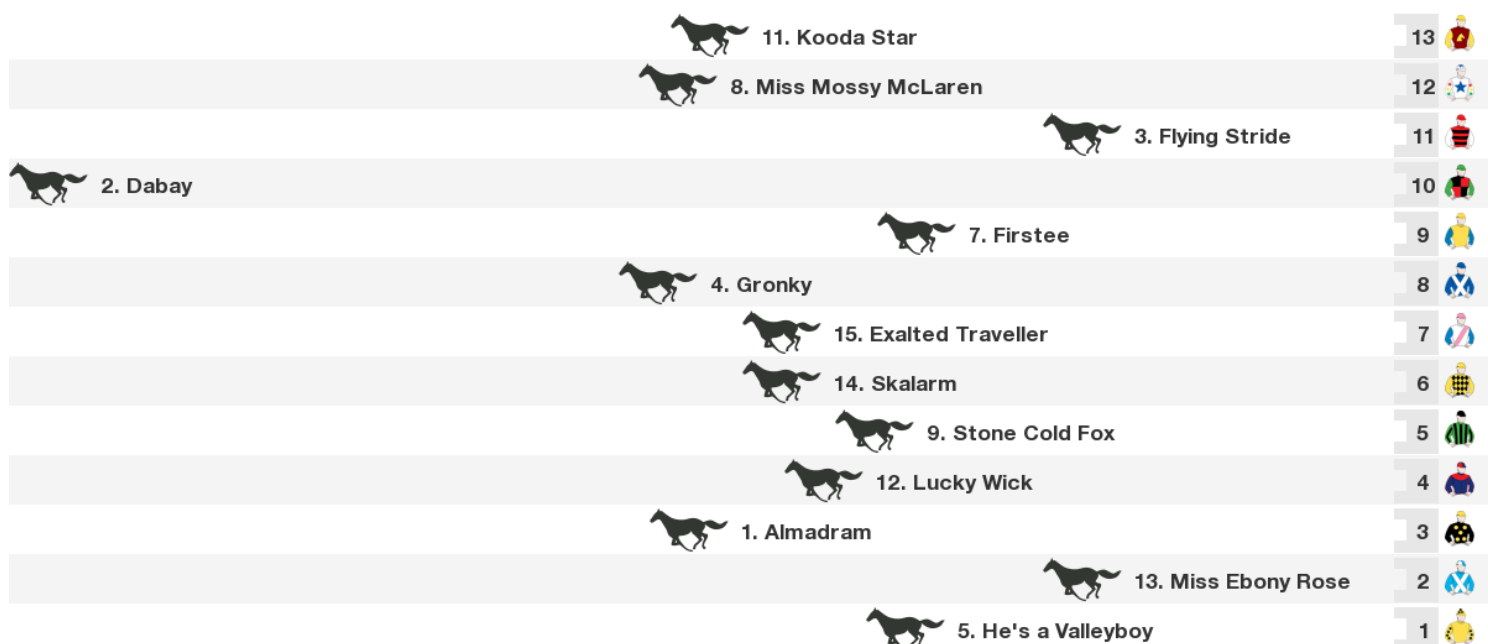 11. Kooda Star 13
8. Miss Mossy McLaren 12
3. Flying Stride 11
2. Dabay 10
7. Firstee 9
4. Gronky 8
15. Exalted Traveller 7
14. Skalarm 6
9. Stone Cold Fox 5
12. Lucky Wick 4
1. Almadram 3
13. Miss Ebony Rose 2
5. He's a Valleyboy 1